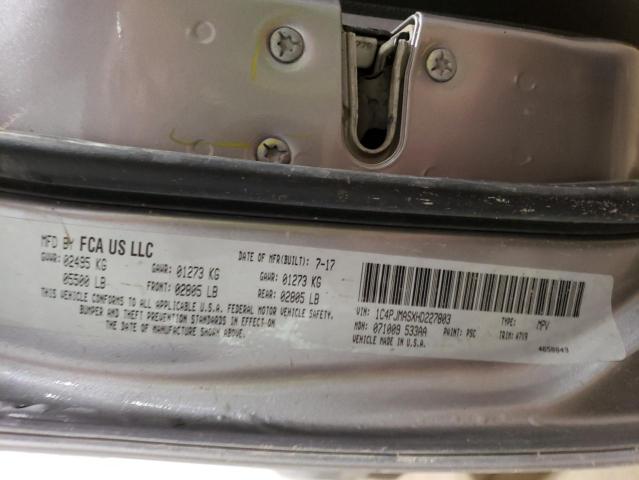 MFD BY FCA US LLC
DATE OF MFR(BUILT): 7-17
GVWR: 02495 KG
05500 LB
GAWR: 01273 KG
FRONT: 02805 LB
GAWR: 01273 KG
REAR: 02805 LB
THIS VEHICLE CONFORMS TO ALL APPLICABLE U.S.A. FEDERAL MOTOR VEHICLE SAFETY,
BUMPER AND THEFT PREVENTION STANDARDS IN EFFECT ON
THE DATE OF MANUFACTURE SHOWN ABOVE.
VIN: 1C4PJMASXHD227803
TYPE: MPV
MDH: 071009 533AA
PAINT: PSC
TRIM:
VEHICLE MADE IN U.S.A.
4658643